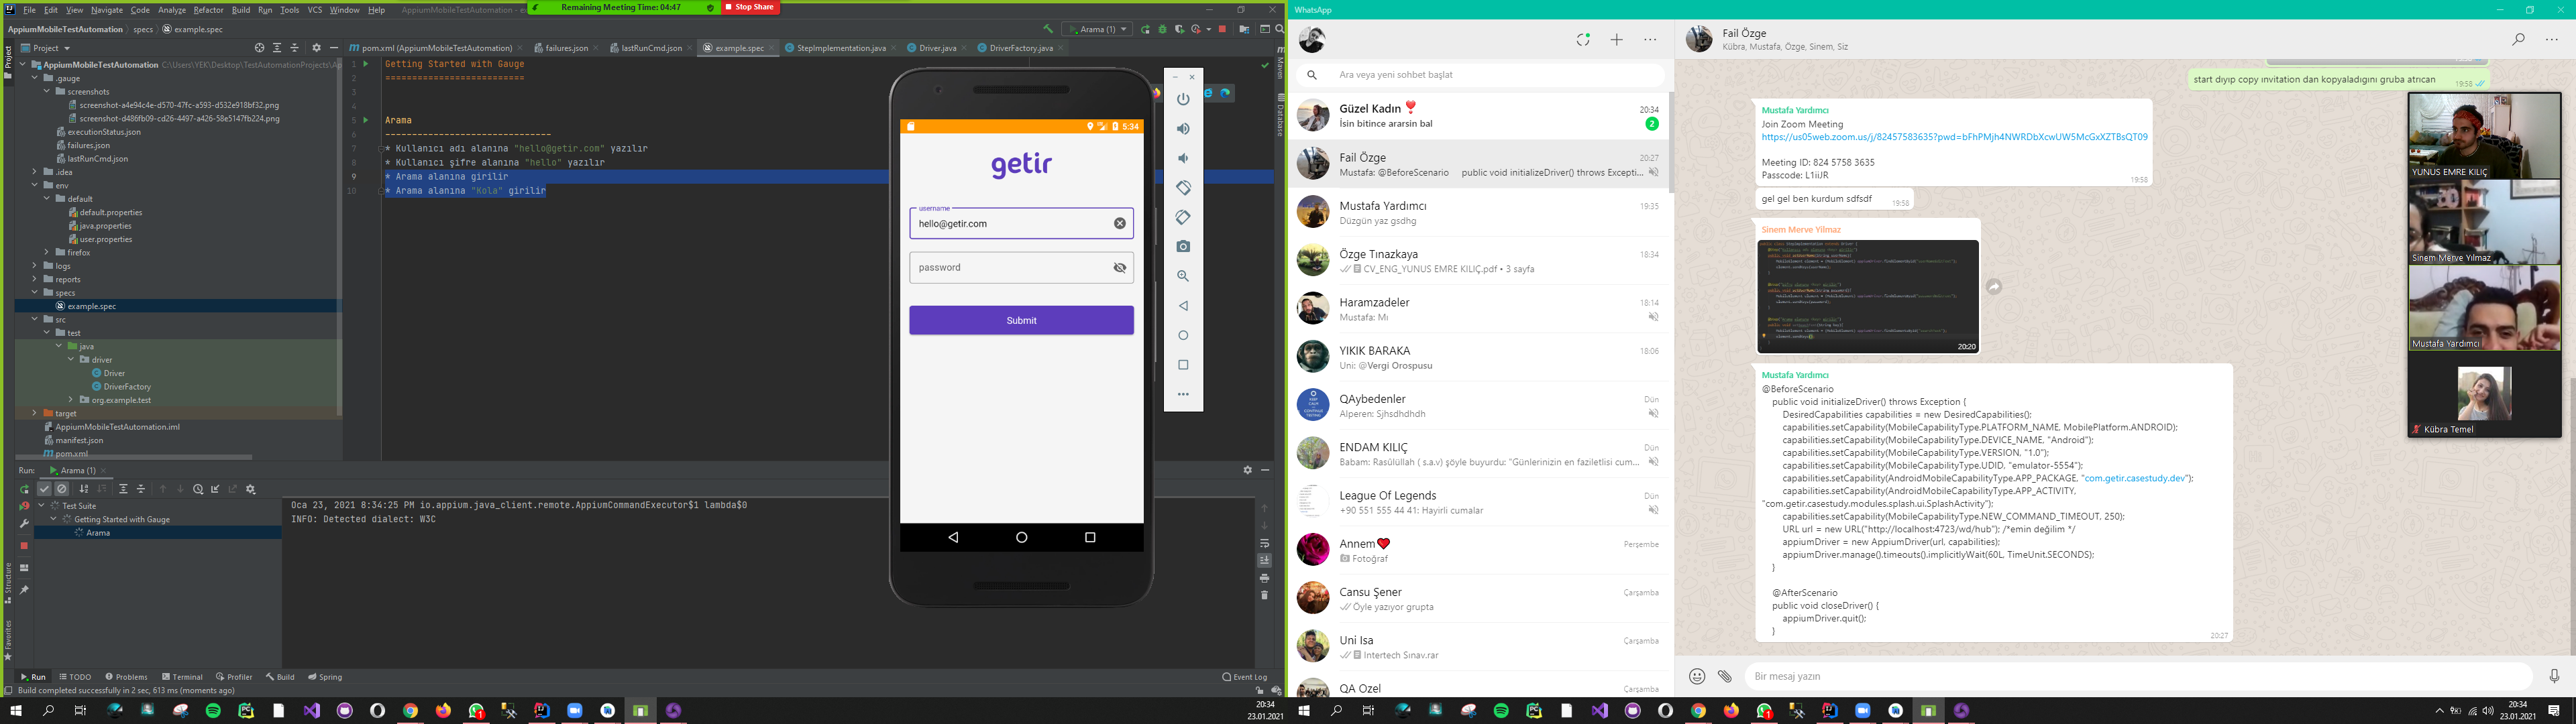 File Edit View Navigate Code Analyze Refactor Build Run Tools VCS Window Help
Remaining Meeting Time: 04:47
Stop Share
AppiumMobileTestAutomation specs example.spec
Arama (1)
Project
pom.xml (AppiumMobileTestAutomation) failures.json lastRunCmd.json example.spec StepImplementation.java Driver.java DriverFactory.java
AppiumMobileTestAutomation C:\Users\YEK\Desktop\TestAutomationProjects\Ap
.gauge
screenshots
screenshot-a4e94c4e-d570-47fc-a593-d532e918bf32.png
screenshot-d486fb09-cd26-4497-a426-58e5147fb224.png
executionStatus.json
failures.json
lastRunCmd.json
.idea
env
default
default.properties
java.properties
user.properties
firefox
logs
reports
specs
example.spec
src
test
java
driver
Driver
DriverFactory
org.example.test
target
AppiumMobileTestAutomation.iml
manifest.json
pom.xml
1 Getting Started with Gauge
2 ==========================
3
4
5 Arama
6 -------------------------------
7 * Kullanıcı adı alanına "hello@getir.com" yazılır
8 * Kullanıcı şifre alanına "hello" yazılır
9 * Arama alanına girilir
10 * Arama alanına "Kola" girilir
Maven
Database
Project
Structure
Favorites
5:34
getir
username
hello@getir.com
password
Submit
Run: Arama (1)
Test Suite
Getting Started with Gauge
Arama
Oca 23, 2021 8:34:25 PM io.appium.java_client.remote.AppiumCommandExecutor$1 lambda$0
INFO: Detected dialect: W3C
Run TODO Problems Terminal Profiler Build Spring
Event Log
Build completed successfully in 2 sec, 613 ms (moments ago)
20:34
23.01.2021
WhatsApp
Ara veya yeni sohbet başlat
Güzel Kadın 20:34
İsin bitince ararsin bal 2
Fail Özge 20:27
Mustafa: @BeforeScenario public void initializeDriver() throws Excepti...
Mustafa Yardımcı 19:35
Düzgün yaz gsdhg
Özge Tınazkaya 18:34
CV_ENG_YUNUS EMRE KILIÇ.pdf • 3 sayfa
Haramzadeler 18:14
Mustafa: Mı
YIKIK BARAKA 18:06
Uni: @Vergi Orospusu
QAybedenler Dün
Alperen: Sjhsdhdhdh
ENDAM KILIÇ Dün
Babam: Rasûlüllah ( s.a.v) şöyle buyurdu: "Günlerinizin en faziletlisi cum...
League Of Legends Dün
+90 551 555 44 41: Hayirli cumalar
Annem Perşembe
Fotoğraf
Cansu Şener Çarşamba
Öyle yazıyor grupta
Uni Isa Çarşamba
Intertech Sınav.rar
QA Ozel Çarşamba
Fail Özge
Kübra, Mustafa, Özge, Sinem, Siz
start dıyıp copy ınvitation dan kopyaladıgını gruba atrıcan 19:58
Mustafa Yardımcı
Join Zoom Meeting
https://us05web.zoom.us/j/82457583635?pwd=bFhPMjh4NWRDbXcwUW5McGxXZTBsQT09
Meeting ID: 824 5758 3635
Passcode: L1iiJR
19:58
gel gel ben kurdum sdfsdf 19:58
Sinem Merve Yilmaz
20:20
Mustafa Yardımcı
@BeforeScenario
public void initializeDriver() throws Exception {
DesiredCapabilities capabilities = new DesiredCapabilities();
capabilities.setCapability(MobileCapabilityType.PLATFORM_NAME, MobilePlatform.ANDROID);
capabilities.setCapability(MobileCapabilityType.DEVICE_NAME, "Android");
capabilities.setCapability(MobileCapabilityType.VERSION, "1.0");
capabilities.setCapability(MobileCapabilityType.UDID, "emulator-5554");
capabilities.setCapability(AndroidMobileCapabilityType.APP_PACKAGE, "com.getir.casestudy.dev");
capabilities.setCapability(AndroidMobileCapabilityType.APP_ACTIVITY,
"com.getir.casestudy.modules.splash.ui.SplashActivity");
capabilities.setCapability(MobileCapabilityType.NEW_COMMAND_TIMEOUT, 250);
URL url = new URL("http://localhost:4723/wd/hub"); /*emin değilim */
appiumDriver = new AppiumDriver(url, capabilities);
appiumDriver.manage().timeouts().implicitlyWait(60L, TimeUnit.SECONDS);
}
@AfterScenario
public void closeDriver() {
appiumDriver.quit();
}
20:27
YUNUS EMRE KILIÇ
Sinem Merve Yılmaz
Mustafa Yardımcı
Kübra Temel
Bir mesaj yazın
20:34
23.01.2021